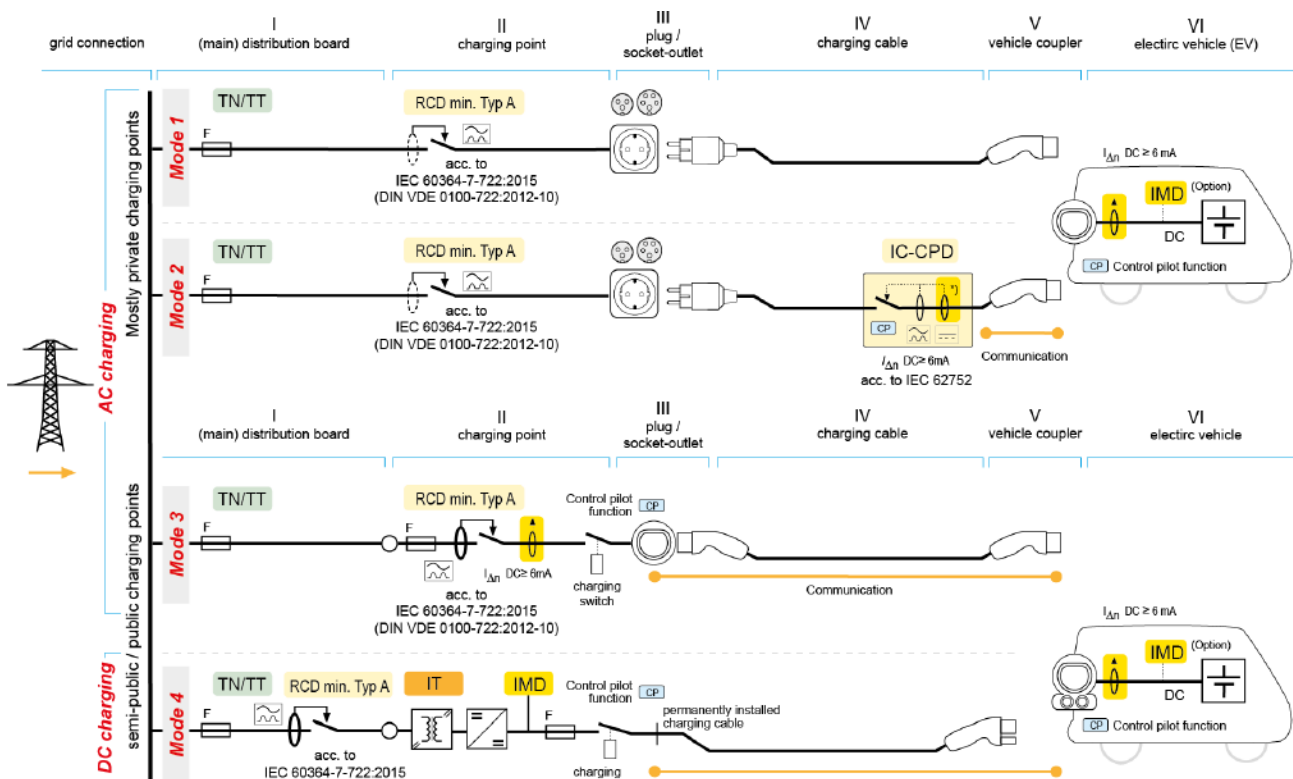 grid connection
I
(main) distribution board
II
charging point
III
plug /
socket-outlet
IV
charging cable
V
vehicle coupler
VI
electirc vehicle (EV)
AC charging
Mostly private charging points
Mode 1
TN/TT
F
RCD min. Typ A
acc. to
IEC 60364-7-722:2015
(DIN VDE 0100-722:2012-10)
I∆n DC ≥ 6 mA
IMD (Option)
DC
CP Control pilot function
Mode 2
TN/TT
F
RCD min. Typ A
acc. to
IEC 60364-7-722:2015
(DIN VDE 0100-722:2012-10)
IC-CPD
*)
CP
I∆n DC≥ 6mA
acc. to IEC 62752
Communication
I
(main) distribution board
II
charging point
III
plug /
socket-outlet
IV
charging cable
V
vehicle coupler
VI
electirc vehicle
semi-public / public charging points
Mode 3
TN/TT
F
RCD min. Typ A
F
I∆n DC≥ 6mA
acc. to
IEC 60364-7-722:2015
(DIN VDE 0100-722:2012-10)
charging
switch
Control pilot
function CP
Communication
DC charging
Mode 4
TN/TT
F
RCD min. Typ A
acc. to
IEC 60364-7-722:2015
IT
IMD
F
Control pilot
function CP
charging
permanently installed
charging cable
I∆n DC ≥ 6 mA
IMD (Option)
DC
CP Control pilot function